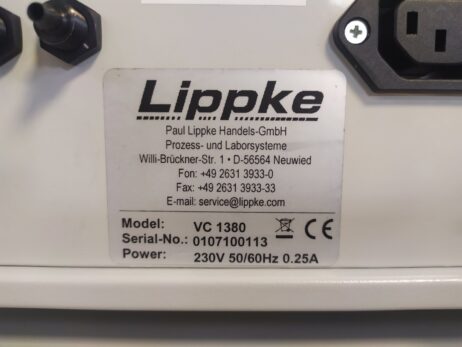 Lippke
Paul Lippke Handels-GmbH
Prozess- und Laborsysteme
Willi-Brückner-Str. 1 • D-56564 Neuwied
Fon: +49 2631 3933-0
Fax: +49 2631 3933-33
E-mail: service@lippke.com
Model: VC 1380 CE
Serial-No.: 0107100113
Power: 230V 50/60Hz 0.25A